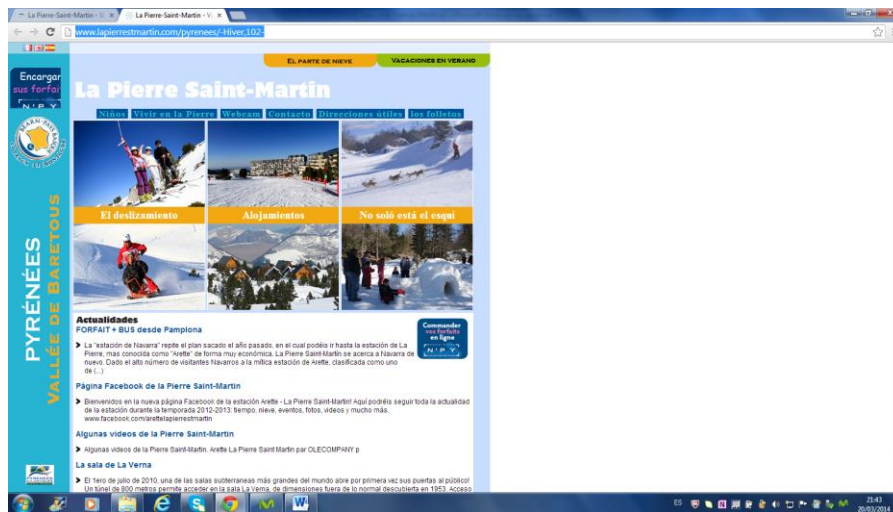 La Pierre-Saint-Martin -
La Pierre-Saint-Martin - V
www.lapierrestmartin.com/pyrenees/-Hiver,102-
EL PARTE DE NIEVE
VACACIONES EN VERANO
Encargar
sus forfai
N'PY
La Pierre Saint-Martin
Niños Vivir en la Pierre Webcam Contacto Direcciones útiles los folletos
El deslizamiento
Alojamientos
No soló está el esquí
PYRÉNÉES
VALLÉE DE BARETOUS
Actualidades
FORFAIT + BUS desde Pamplona
La "estación de Navarra" repite el plan sacado el año pasado, en el cual podéis ir hasta la estación de La
Pierre, mas conocida como "Arette" de forma muy económica. La Pierre Saint-Martin se acerca a Navarra de
nuevo. Dado el alto número de visitantes Navarros a la mítica estación de Arette, clasificada como uno
de (...)
Commander
vos forfaits
en ligne
N'PY
Página Facebook de la Pierre Saint-Martin
Bienvenidos en la nueva página Facebook de la estación Arette - La Pierre Saint-Martin! Aquí podréis seguir toda la actualidad
de la estación durante la temporada 2012-2013: tiempo, nieve, eventos, fotos, videos y mucho más.
www.facebook.com/arettelapierrestmartin
Algunas videos de la Pierre Saint-Martin
Algunas videos de la Pierre Saint-Martin. Arette La Pierre Saint Martin par OLECOMPANY p
La sala de La Verna
El 1ero de julio de 2010, una de las salas subterraneas más grandes del mundo abre por primera vez sus puertas al público!
Un túnel de 800 metros permite acceder en la sala La Verna, de dimensiones fuera de lo normal descubierta en 1953. Acceso
ES
21:43
20/03/2014